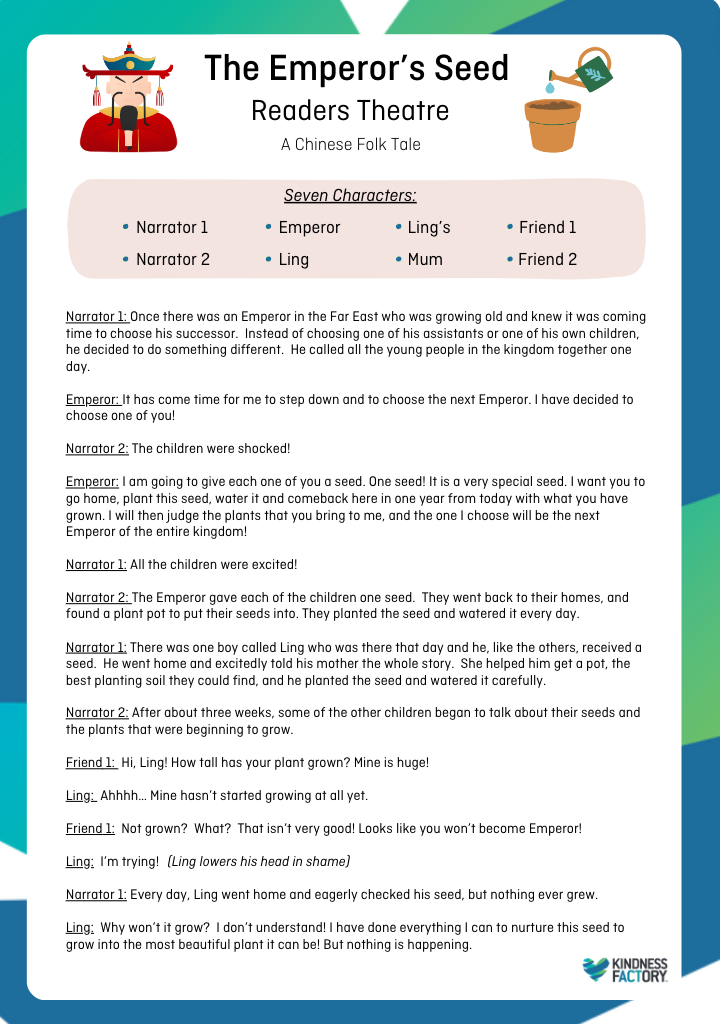 The Emperor's Seed
Readers Theatre
A Chinese Folk Tale
Seven Characters:
• Narrator 1 • Emperor • Ling's • Friend 1
• Narrator 2 • Ling • Mum • Friend 2
Narrator 1: Once there was an Emperor in the Far East who was growing old and knew it was coming
time to choose his successor. Instead of choosing one of his assistants or one of his own children,
he decided to do something different. He called all the young people in the kingdom together one
day.
Emperor: It has come time for me to step down and to choose the next Emperor. I have decided to
choose one of you!
Narrator 2: The children were shocked!
Emperor: I am going to give each one of you a seed. One seed! It is a very special seed. I want you to
go home, plant this seed, water it and comeback here in one year from today with what you have
grown. I will then judge the plants that you bring to me, and the one I choose will be the next
Emperor of the entire kingdom!
Narrator 1: All the children were excited!
Narrator 2: The Emperor gave each of the children one seed. They went back to their homes, and
found a plant pot to put their seeds into. They planted the seed and watered it every day.
Narrator 1: There was one boy called Ling who was there that day and he, like the others, received a
seed. He went home and excitedly told his mother the whole story. She helped him get a pot, the
best planting soil they could find, and he planted the seed and watered it carefully.
Narrator 2: After about three weeks, some of the other children began to talk about their seeds and
the plants that were beginning to grow.
Friend 1: Hi, Ling! How tall has your plant grown? Mine is huge!
Ling: Ahhhh... Mine hasn't started growing at all yet.
Friend 1: Not grown? What? That isn't very good! Looks like you won't become Emperor!
Ling: I'm trying! (Ling lowers his head in shame)
Narrator 1: Every day, Ling went home and eagerly checked his seed, but nothing ever grew.
Ling: Why won't it grow? I don't understand! I have done everything I can to nurture this seed to
grow into the most beautiful plant it can be! But nothing is happening.
KINDNESS
FACTORY